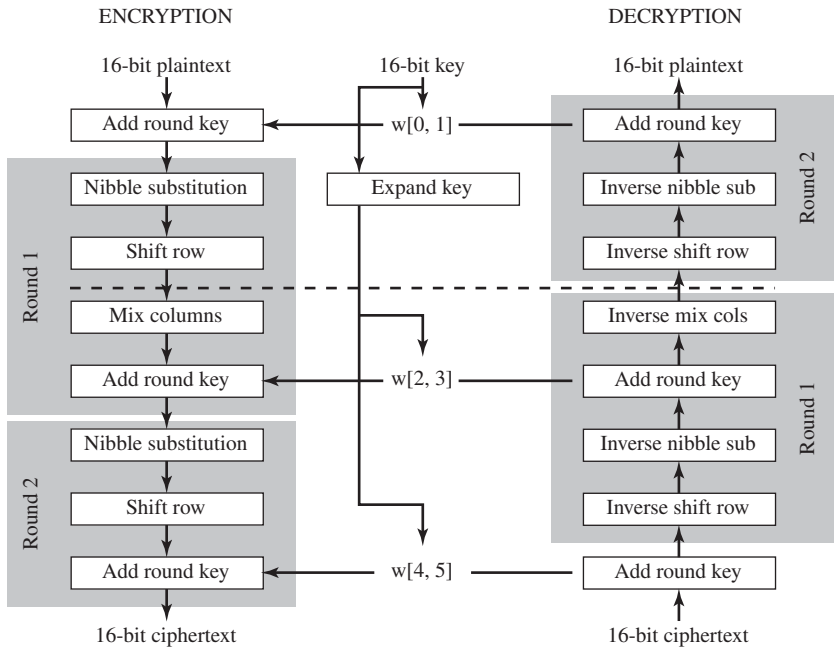 ENCRYPTION
16-bit plaintext
Add round key
Nibble substitution
Shift row
Mix columns
Add round key
Round 1
Nibble substitution
Shift row
Add round key
Round 2
16-bit ciphertext
16-bit key
w[0, 1]
Expand key
w[2, 3]
w[4, 5]
DECRYPTION
16-bit plaintext
Add round key
Inverse nibble sub
Inverse shift row
Round 2
Inverse mix cols
Add round key
Inverse nibble sub
Inverse shift row
Round 1
Add round key
16-bit ciphertext